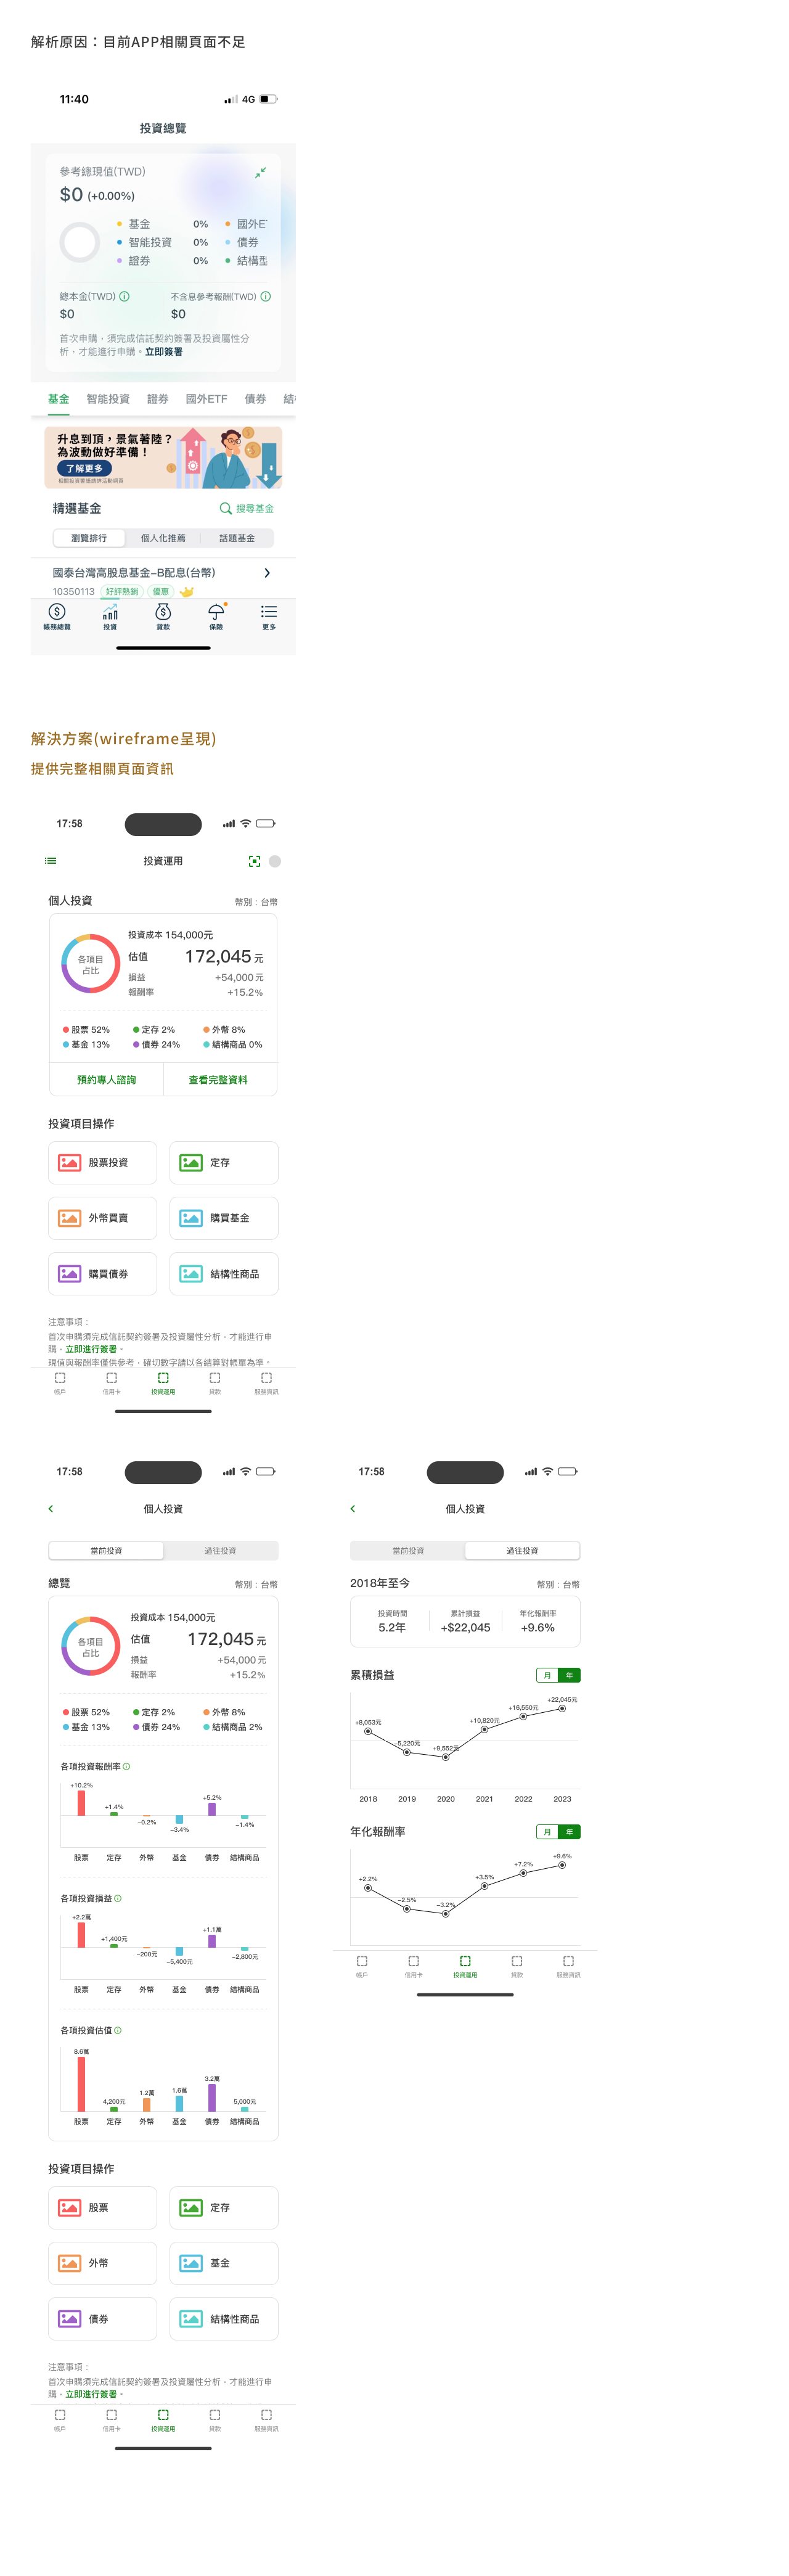 解析原因：目前APP相關頁面不足
11:40
4G
投資總覽
參考總現值(TWD)
$0 (+0.00%)
基金 0% 國外E
智能投資 0% 債券
證券 0% 結構型
總本金(TWD) 不含息參考報酬(TWD)
$0 $0
首次申購，須完成信託契約簽署及投資屬性分
析，才能進行申購。立即簽署
基金 智能投資 證券 國外ETF 債券 結
升息到頂，景氣著陸？
為波動做好準備！
了解更多
精選基金 搜尋基金
瀏覽排行 個人化推薦 話題基金
國泰台灣高股息基金-B配息(台幣)
10350113 好評熱銷 優惠
帳務總覽 投資 貸款 保險 更多
解決方案(wireframe呈現)
提供完整相關頁面資訊
17:58
投資運用
個人投資 幣別：台幣
各項目
占比
投資成本 154,000元
估值 172,045 元
損益 +54,000 元
報酬率 +15.2%
股票 52% 定存 2% 外幣 8%
基金 13% 債券 24% 結構商品 0%
預約專人諮詢 查看完整資料
投資項目操作
股票投資 定存
外幣買賣 購買基金
購買債券 結構性商品
注意事項：
首次申購須完成信託契約簽署及投資屬性分析，才能進行申
購，立即進行簽署。
現值與報酬率僅供參考，確切數字請以各結算對帳單為準。
帳戶 信用卡 投資運用 貸款 服務資訊
17:58
個人投資
當前投資 過往投資
總覽 幣別：台幣
各項目
占比
投資成本 154,000元
估值 172,045 元
損益 +54,000 元
報酬率 +15.2%
股票 52% 定存 2% 外幣 8%
基金 13% 債券 24% 結構商品 2%
各項投資報酬率
+10.2% +1.4% -0.2% -3.4% +5.2% -1.4%
股票 定存 外幣 基金 債券 結構商品
各項投資損益
+2.2萬 +1,400元 -200元 -5,400元 +1.1萬 -2,800元
股票 定存 外幣 基金 債券 結構商品
各項投資估值
8.6萬 4,200元 1.2萬 1.6萬 3.2萬 5,000元
股票 定存 外幣 基金 債券 結構商品
投資項目操作
股票 定存
外幣 基金
債券 結構性商品
注意事項：
首次申購須完成信託契約簽署及投資屬性分析，才能進行申
購，立即進行簽署。
帳戶 信用卡 投資運用 貸款 服務資訊
17:58
個人投資
當前投資 過往投資
2018年至今 幣別：台幣
投資時間 累計損益 年化報酬率
5.2年 +$22,045 +9.6%
累積損益 月 年
+8,053元 -5,220元 +9,552元 +10,820元 +16,550元 +22,045元
2018 2019 2020 2021 2022 2023
年化報酬率 月 年
+2.2% -2.5% -3.2% +3.5% +7.2% +9.6%
帳戶 信用卡 投資運用 貸款 服務資訊